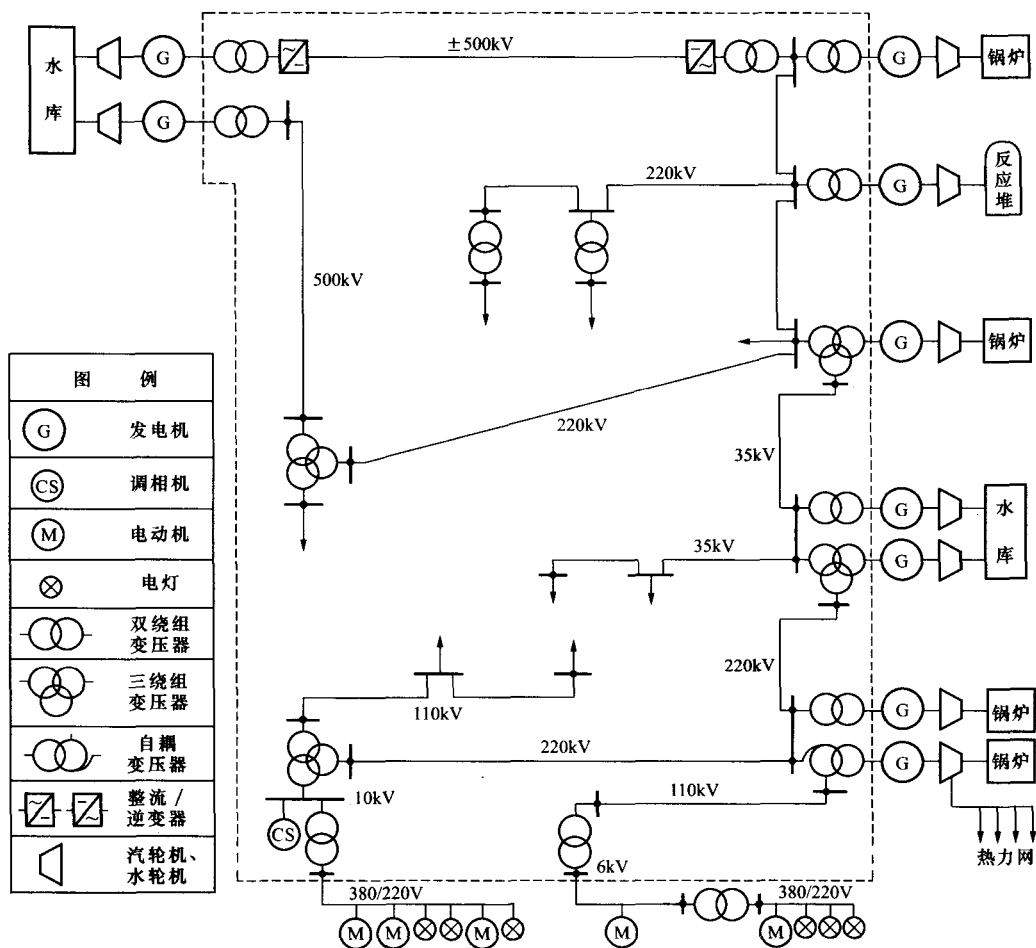 ±500kV
水库
G
G
锅炉
G
反应堆
G
220kV
500kV
锅炉
G
220kV
35kV
图 例
G 发电机
CS 调相机
M 电动机
电灯
双绕组变压器
三绕组变压器
自耦变压器
整流/逆变器
汽轮机、水轮机
G
G
水库
35kV
220kV
110kV
G
锅炉
G
锅炉
220kV
10kV
110kV
CS
6kV
热力网
380/220V
380/220V
M
M
M
M
M